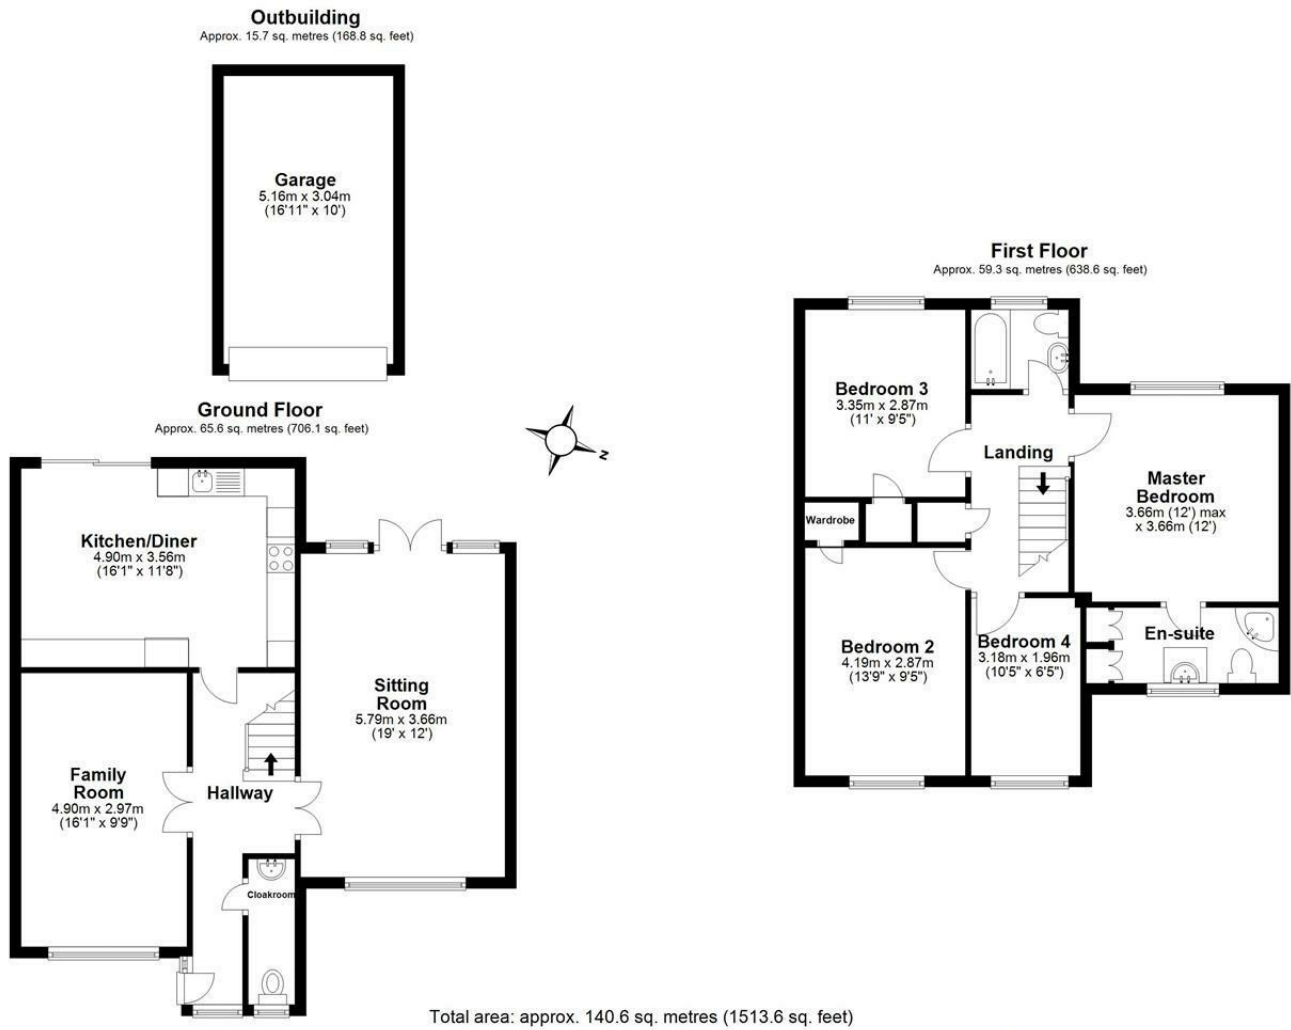 Outbuilding
Approx. 15.7 sq. metres (168.8 sq. feet)
Garage
5.16m x 3.04m
(16'11" x 10')
Ground Floor
Approx. 65.6 sq. metres (706.1 sq. feet)
Kitchen/Diner
4.90m x 3.56m
(16'1" x 11'8")
Sitting
Room
5.79m x 3.66m
(19' x 12')
Family
Room
4.90m x 2.97m
(16'1" x 9'9")
Hallway
Cloakroom
N
First Floor
Approx. 59.3 sq. metres (638.6 sq. feet)
Bedroom 3
3.35m x 2.87m
(11' x 9'5")
Landing
Master
Bedroom
3.66m (12') max
x 3.66m (12')
Wardrobe
Bedroom 2
4.19m x 2.87m
(13'9" x 9'5")
Bedroom 4
3.18m x 1.96m
(10'5" x 6'5")
En-suite
Total area: approx. 140.6 sq. metres (1513.6 sq. feet)